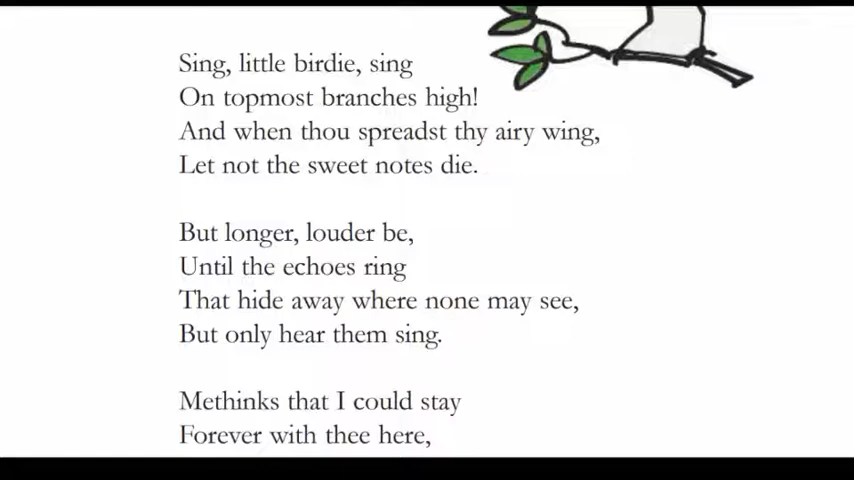 Sing, little birdie, sing
On topmost branches high!
And when thou spreadst thy airy wing,
Let not the sweet notes die.
But longer, louder be,
Until the echoes ring
That hide away where none may see,
But only hear them sing.
Methinks that I could stay
Forever with thee here,